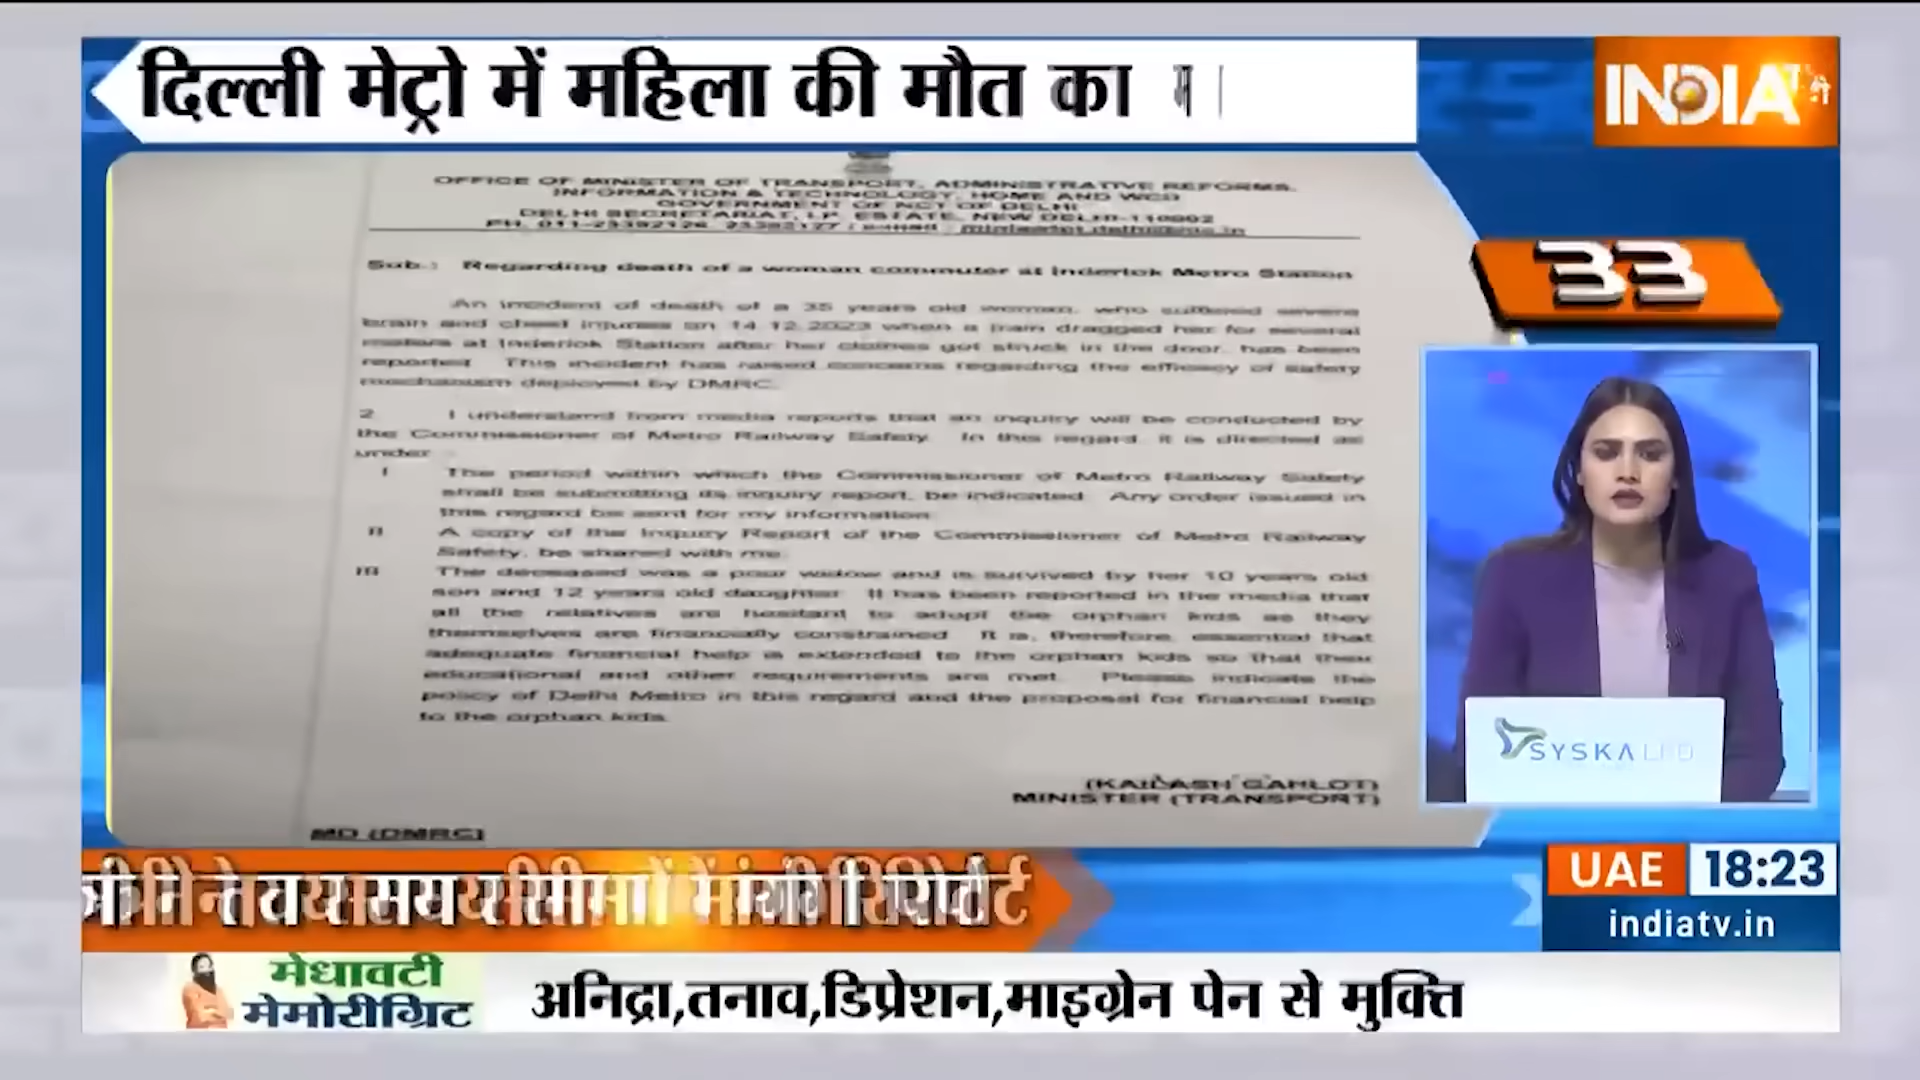 दिल्ली मेट्रो में महिला की मौत का
INDIA
OFFICE OF MINISTER OF TRANSPORT, ADMINISTRATIVE REFORMS,
INFORMATION & TECHNOLOGY, HOME AND WCD
GOVERNMENT OF NCT OF DELHI
DELHI SECRETARIAT, I.P. ESTATE, NEW DELHI-110002
PH. 011-23392126, 23392127 / e-mail :
33
Sub.: Regarding death of a woman commuter at Inderlok Metro Station
An incident of death of a 35 years old woman, who suffered severe
brain and chest injuries on 14.12.2023 when a train dragged her for several
meters at Inderlok Station after her clothes got struck in the door, has been
reported. This incident has raised concerns regarding the efficacy of safety
mechanism deployed by DMRC.
2. I understand from media reports that an inquiry will be conducted by
the Commissioner of Metro Railway Safety. In this regard, it is directed as
under
I The period within which the Commissioner of Metro Railway Safety
shall be submitting its inquiry report, be indicated. Any order issued in
this regard be sent for my information.
II A copy of the Inquiry Report of the Commissioner of Metro Railway
Safety, be shared with me.
III The deceased was a poor widow and is survived by her 10 years old
son and 12 years old daughter. It has been reported in the media that
all the relatives are hesitant to adopt the orphan kids as they
themselves are financially constrained. It is, therefore, essential that
adequate financial help is extended to the orphan kids so that their
educational and other requirements are met. Please indicate the
policy of Delhi Metro in this regard and the proposal for financial help
to the orphan kids.
(KAILASH GAHLOT)
MINISTER (TRANSPORT)
MD (DMRC)
SYSKA LED
UAE 18:23
indiatv.in
मेधावटी
मेमोरीग्रिट
अनिद्रा,तनाव,डिप्रेशन,माइग्रेन पेन से मुक्ति